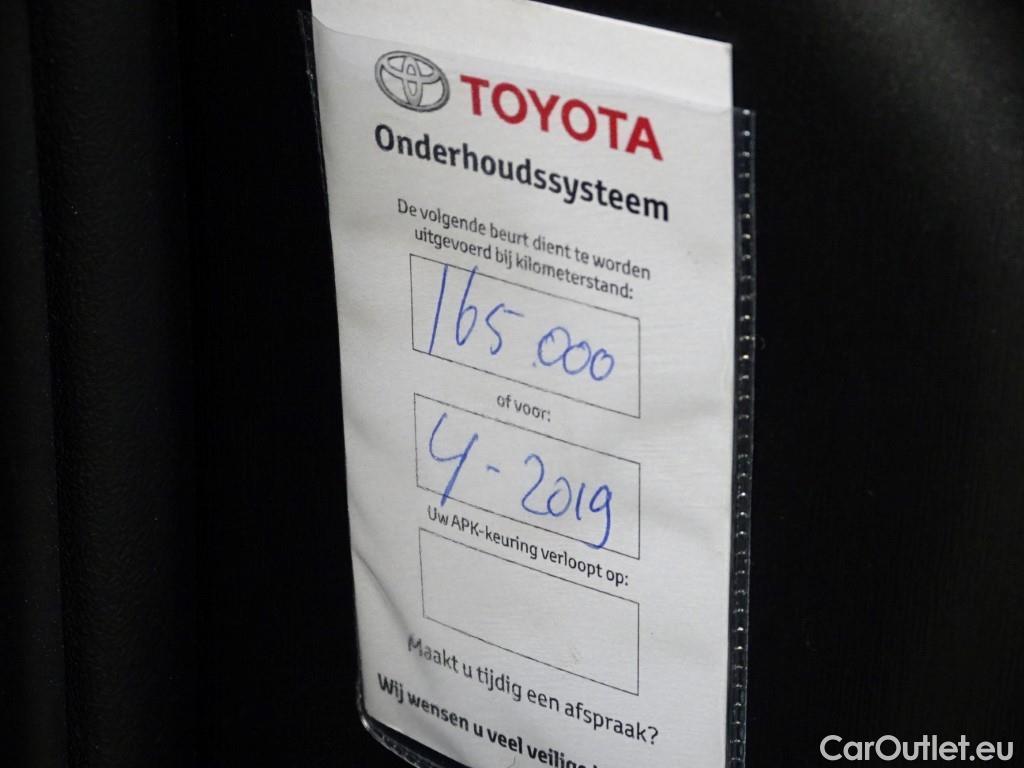 TOYOTA
Onderhoudssysteem
De volgende beurt dient te worden
uitgevoerd bij kilometerstand:
165.000
of voor:
4-2019
Uw APK-keuring verloopt op:
Maakt u tijdig een afspraak?
Wij wensen u veel veilige
CarOutlet.eu